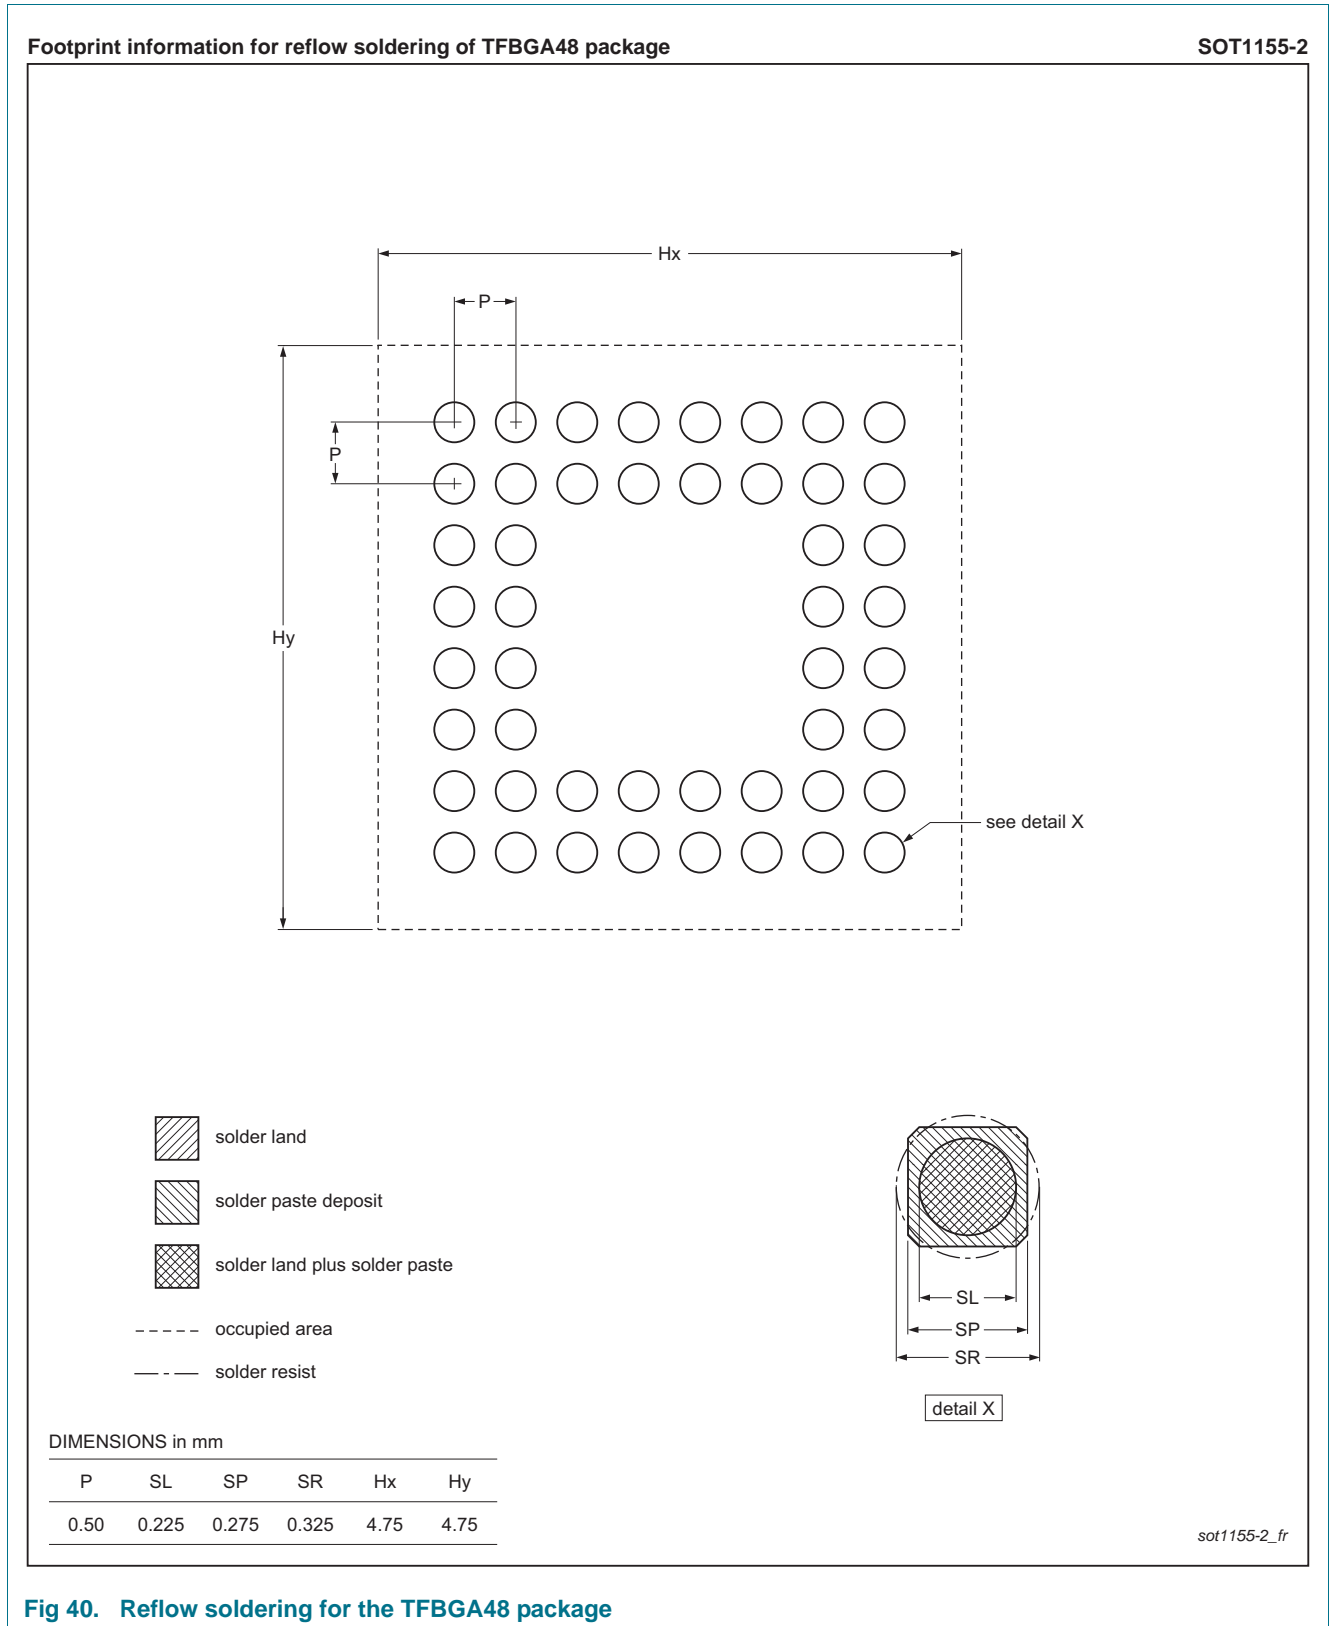 Footprint information for reflow soldering of TFBGA48 package SOT1155-2
Hx
P
P
Hy
see detail X
solder land
solder paste deposit
solder land plus solder paste
occupied area
solder resist
SL
SP
SR
detail X
DIMENSIONS in mm
P SL SP SR Hx Hy
0.50 0.225 0.275 0.325 4.75 4.75
sot1155-2_fr
Fig 40. Reflow soldering for the TFBGA48 package